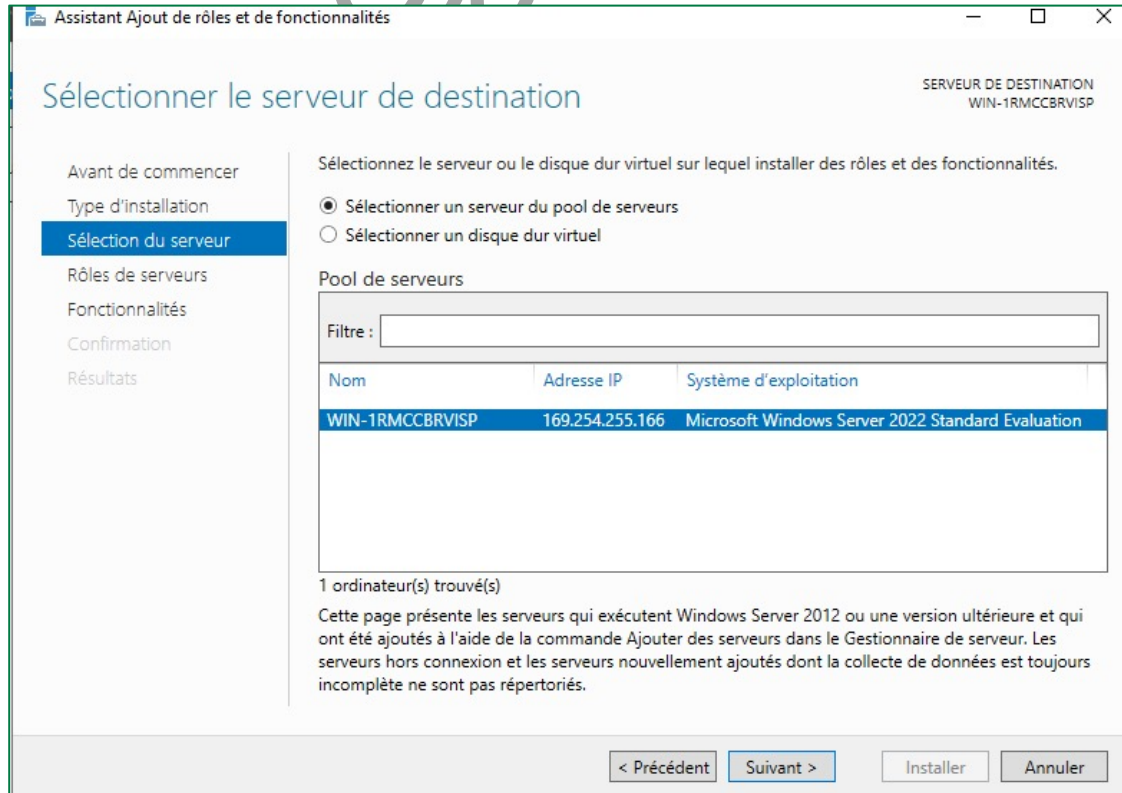 Assistant Ajout de rôles et de fonctionnalités
Sélectionner le serveur de destination
SERVEUR DE DESTINATION
WIN-1RMCCBRVISP
Avant de commencer
Type d'installation
Sélection du serveur
Rôles de serveurs
Fonctionnalités
Confirmation
Résultats
Sélectionnez le serveur ou le disque dur virtuel sur lequel installer des rôles et des fonctionnalités.
Sélectionner un serveur du pool de serveurs
Sélectionner un disque dur virtuel
Pool de serveurs
Filtre :
Nom Adresse IP Système d'exploitation
WIN-1RMCCBRVISP 169.254.255.166 Microsoft Windows Server 2022 Standard Evaluation
1 ordinateur(s) trouvé(s)
Cette page présente les serveurs qui exécutent Windows Server 2012 ou une version ultérieure et qui
ont été ajoutés à l'aide de la commande Ajouter des serveurs dans le Gestionnaire de serveur. Les
serveurs hors connexion et les serveurs nouvellement ajoutés dont la collecte de données est toujours
incomplète ne sont pas répertoriés.
< Précédent Suivant > Installer Annuler